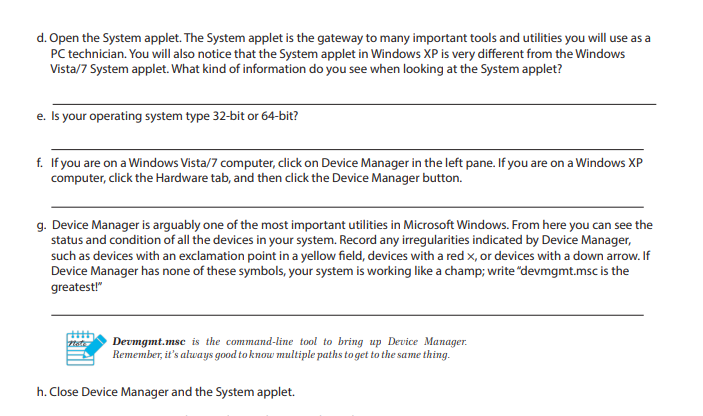 d. Open the System applet. The System applet is the gateway to many important tools and utilities you will use as a
PC technician. You will also notice that the System applet in Windows XP is very different from the Windows
Vista/7 System applet. What kind of information do you see when looking at the System applet?
e. Is your operating system type 32-bit or 64-bit?
f. If you are on a Windows Vista/7 computer, click on Device Manager in the left pane. If you are on a Windows XP
computer, click the Hardware tab, and then click the Device Manager button.
g. Device Manager is arguably one of the most important utilities in Microsoft Windows. From here you can see the
status and condition of all the devices in your system. Record any irregularities indicated by Device Manager,
such as devices with an exclamation point in a yellow field, devices with a red ×, or devices with a down arrow. If
Device Manager has none of these symbols, your system is working like a champ; write “devmgmt.msc is the
greatest!”
Note
Devmgmt.msc is the command-line tool to bring up Device Manager.
Remember, it's always good to know multiple paths to get to the same thing.
h. Close Device Manager and the System applet.